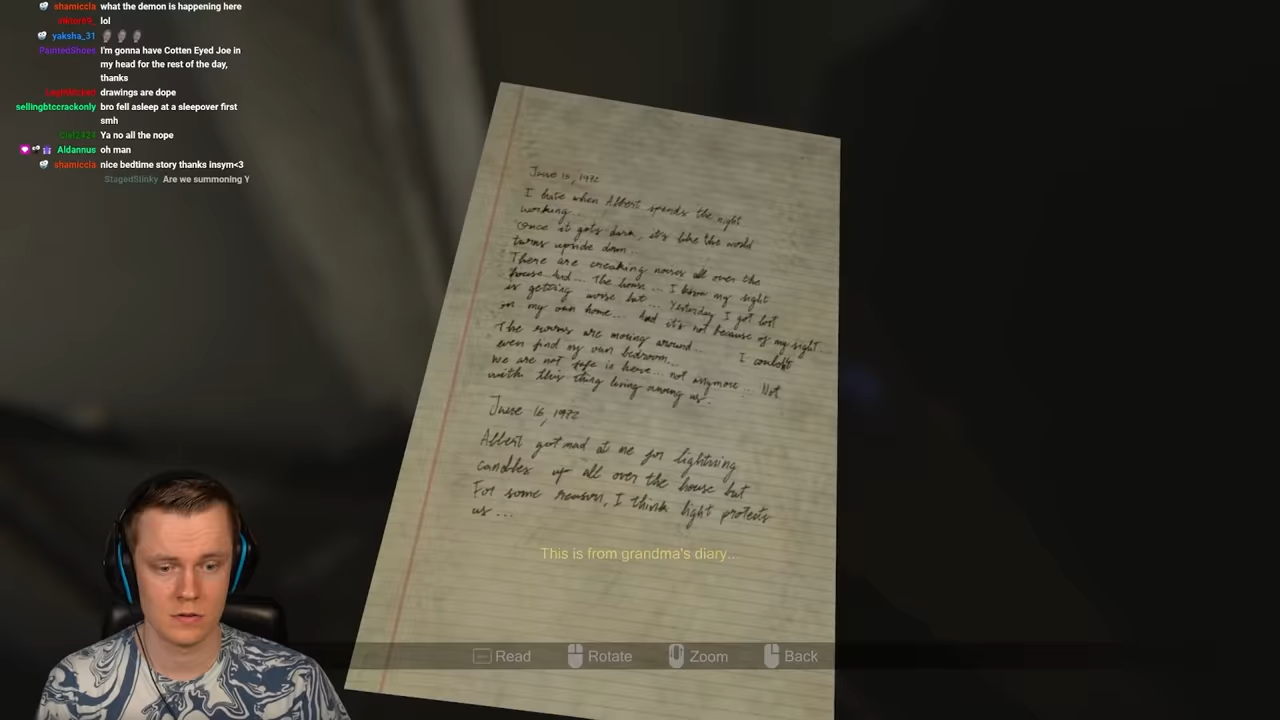 shamiccia what the demon is happening here
lol
yaksha_31
PaintedShoes I'm gonna have Cotten Eyed Joe in
my head for the rest of the day,
thanks
drawings are dope
sellingbtccrackonly bro fell asleep at a sleepover first
smh
Ya no all the nope
Aldannus oh man
shamiccia nice bedtime story thanks insym<3
StagedSlinky Are we summoning Y
June 15, 1972
I hate when Albert spends the night
working...
Once it gets dark, it's like the world
turns upside down...
There are creaking noises all over the
house. And... The house... I know my sight
is getting worse but... Yesterday I got lost
in my own home... And it's not because of my sight...
The rooms are moving around... I couldn't
even find my own bedroom...
We are not safe in here... not anymore... Not
with this thing living among us.
June 16, 1972
Albert got mad at me for lightning
candles up all over the house but
For some reason, I think light protects
us...
This is from grandma's diary..
Read Rotate Zoom Back